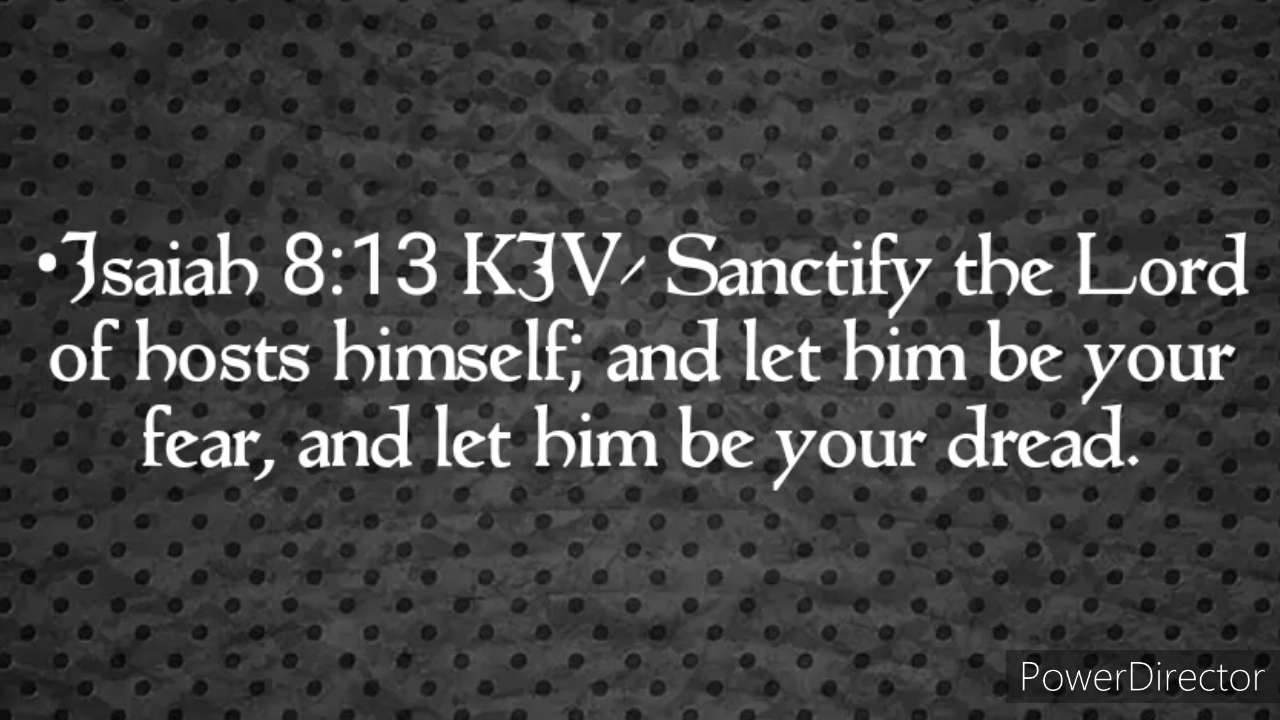 •Isaiah 8:13 KJV- Sanctify the Lord
of hosts himself; and let him be your
fear, and let him be your dread.
PowerDirector